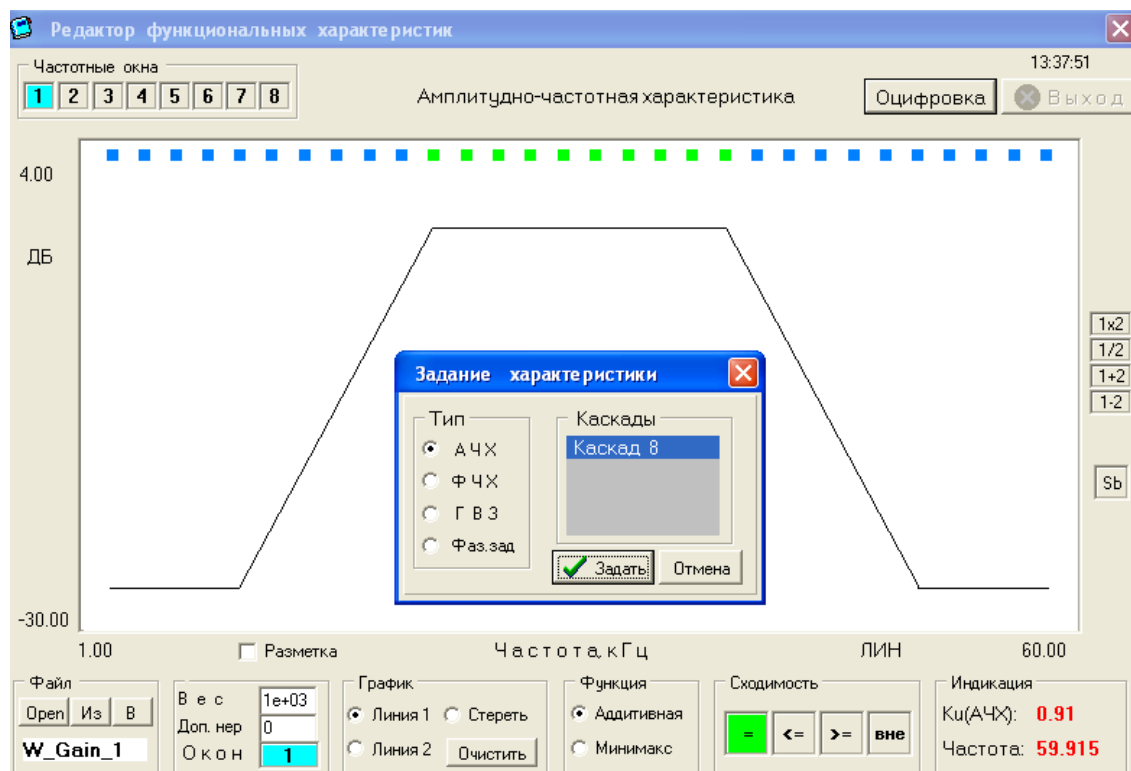 Редактор функциональных характеристик
13:37:51
Частотные окна
1 2 3 4 5 6 7 8
Амплитудно-частотная характеристика
Оцифровка
Выход
4.00
ДБ
1x2
1/2
1+2
1-2
Sb
Задание характеристики
Тип
АЧХ
ФЧХ
ГВЗ
Фаз.зад
Каскады
Каскад 8
Задать
Отмена
-30.00
1.00
Разметка
Частота,кГц
ЛИН
60.00
Файл
Open Из В
W_Gain_1
Вес 1e+03
Доп. нер 0
Окон 1
График
Линия 1 Стереть
Линия 2 Очистить
Функция
Аддитивная
Минимакс
Сходимость
= <= >= вне
Индикация
Ku(АЧХ): 0.91
Частота: 59.915